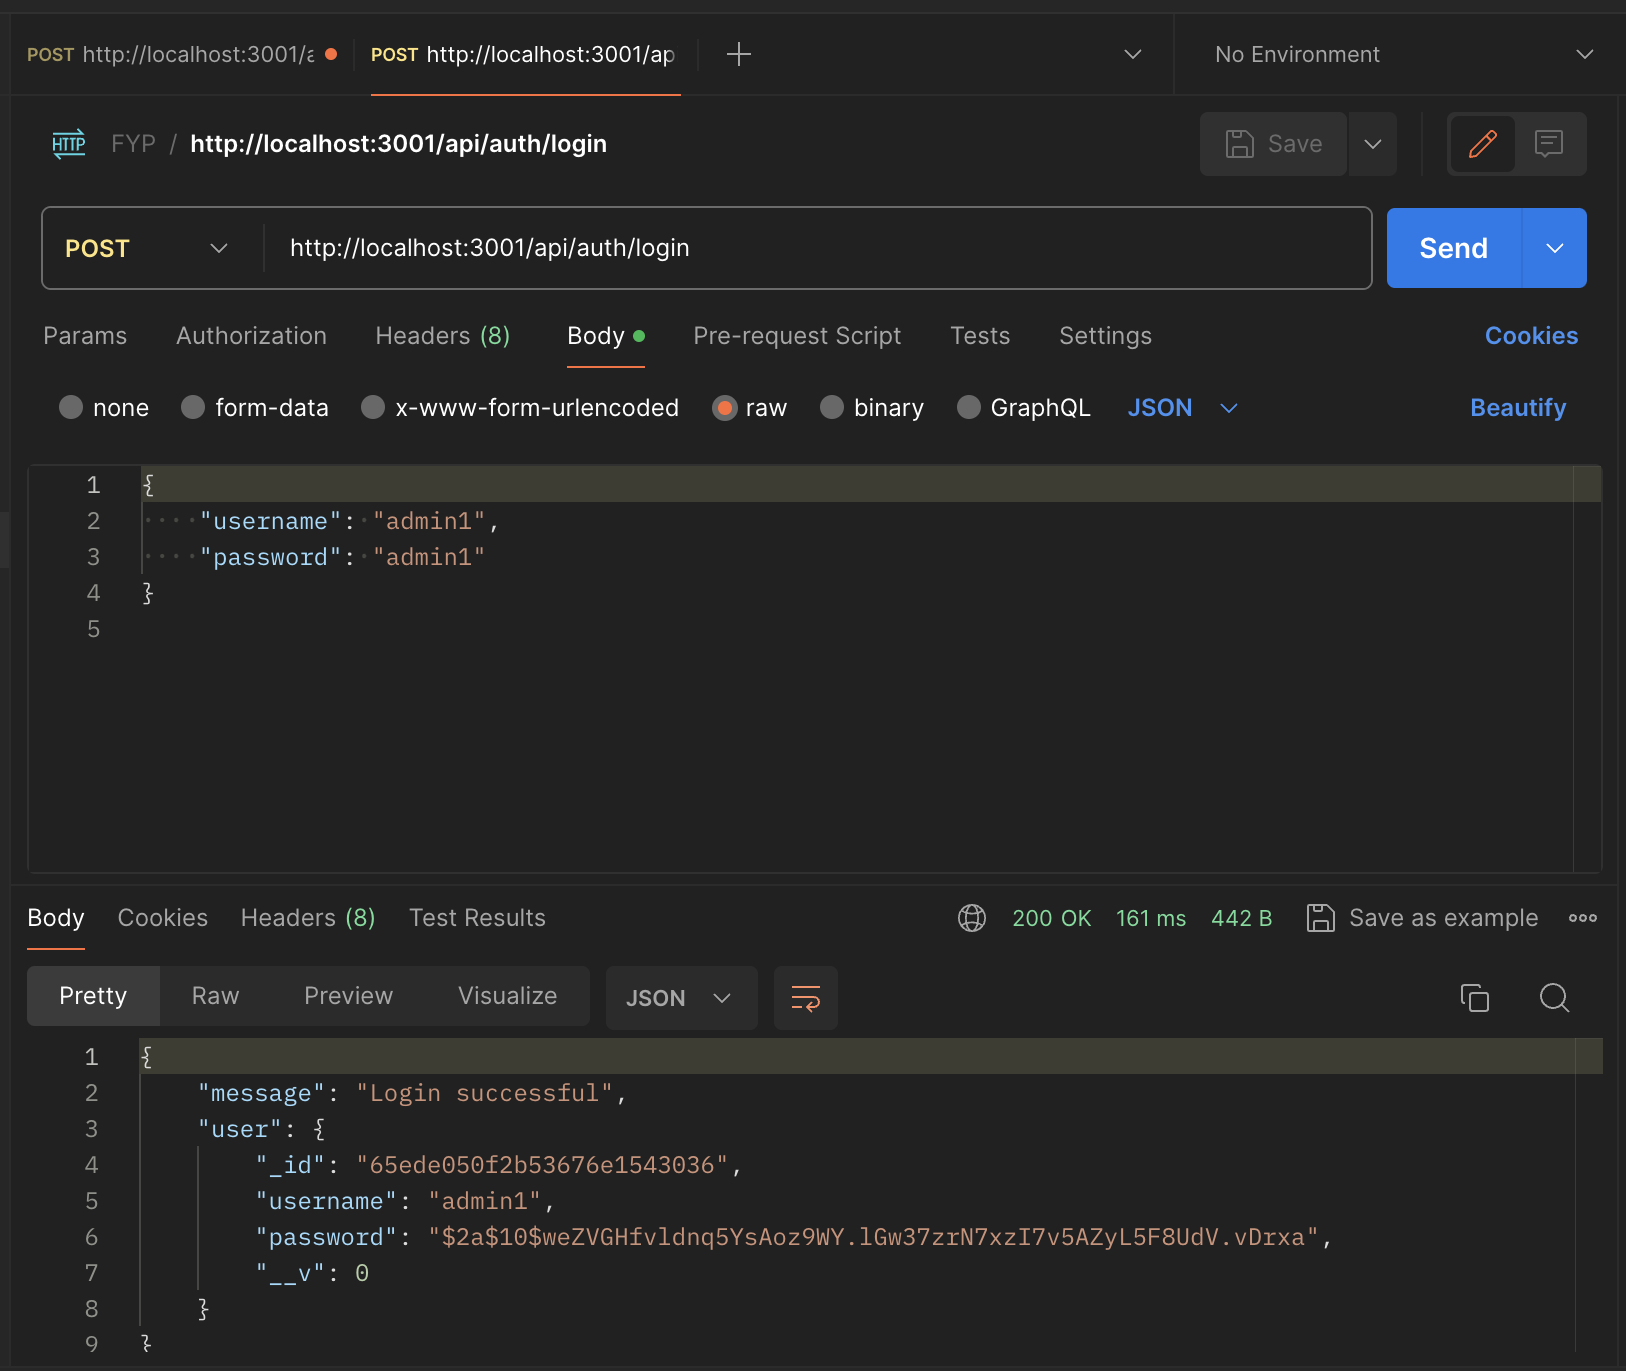 POST http://localhost:3001/a POST http://localhost:3001/ap No Environment
HTTP FYP / http://localhost:3001/api/auth/login Save
POST http://localhost:3001/api/auth/login Send
Params Authorization Headers (8) Body Pre-request Script Tests Settings Cookies
none form-data x-www-form-urlencoded raw binary GraphQL JSON Beautify
1 {
2 "username": "admin1",
3 "password": "admin1"
4 }
5
Body Cookies Headers (8) Test Results 200 OK 161 ms 442 B Save as example
Pretty Raw Preview Visualize JSON
1 {
2 "message": "Login successful",
3 "user": {
4 "_id": "65ede050f2b53676e1543036",
5 "username": "admin1",
6 "password": "$2a$10$weZVGHfvldnq5YsAoz9WY.lGw37zrN7xzI7v5AZyL5F8UdV.vDrxa",
7 "__v": 0
8 }
9 }